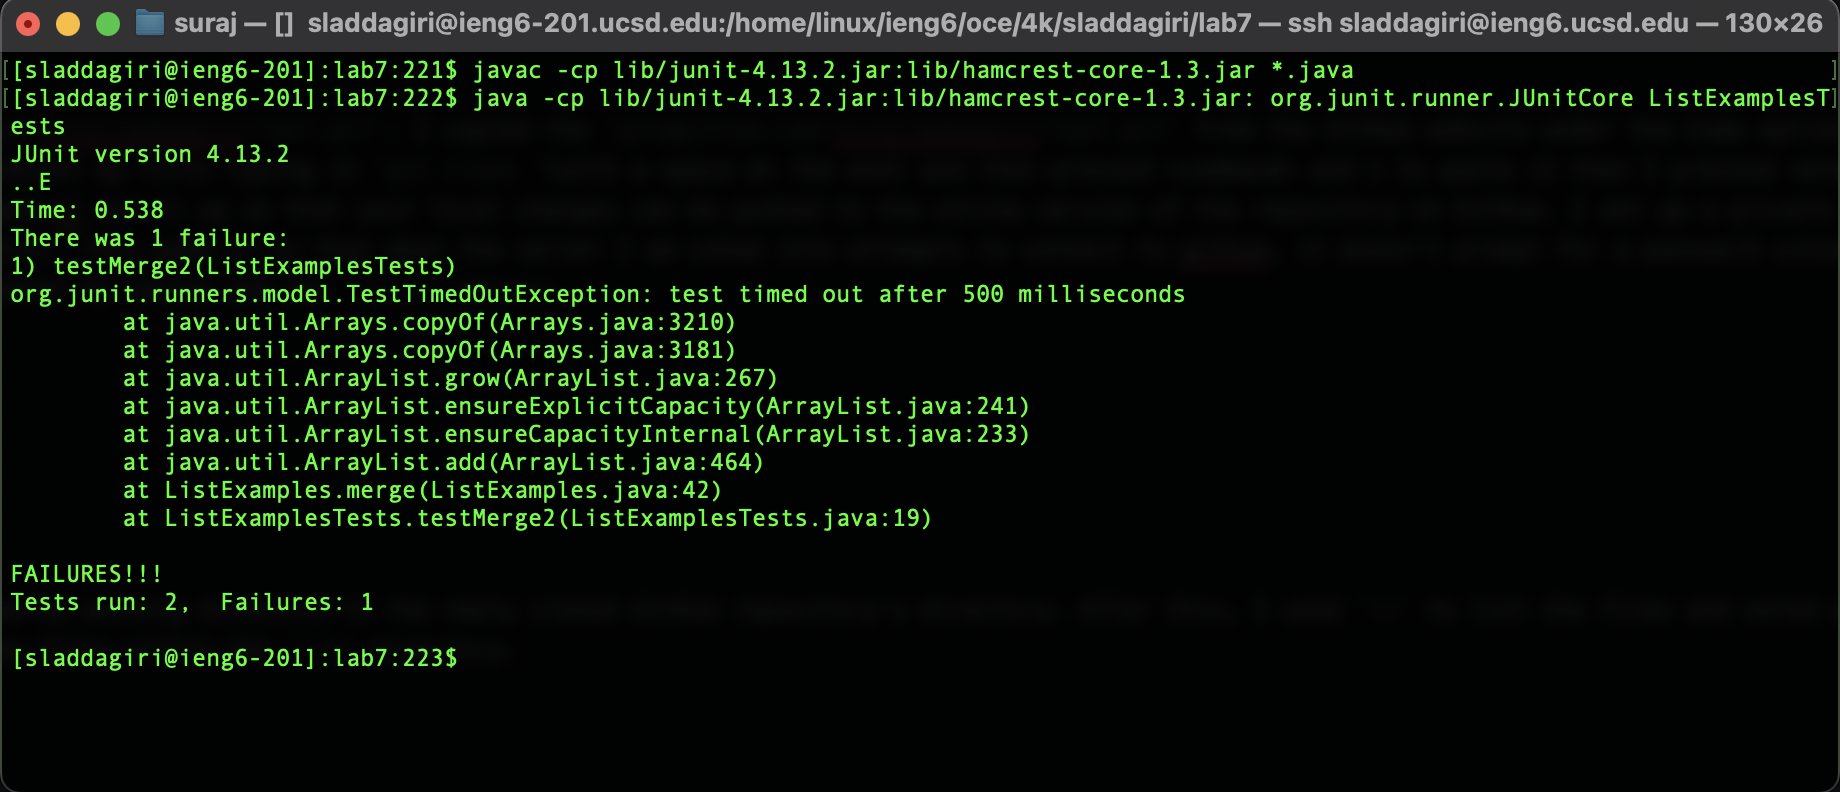 suraj — [] sladdagiri@ieng6-201.ucsd.edu:/home/linux/ieng6/oce/4k/sladdagiri/lab7 — ssh sladdagiri@ieng6.ucsd.edu — 130×26
[[sladdagiri@ieng6-201]:lab7:221$ javac -cp lib/junit-4.13.2.jar:lib/hamcrest-core-1.3.jar *.java ]
[[sladdagiri@ieng6-201]:lab7:222$ java -cp lib/junit-4.13.2.jar:lib/hamcrest-core-1.3.jar: org.junit.runner.JUnitCore ListExamplesT]
ests
JUnit version 4.13.2
..E
Time: 0.538
There was 1 failure:
1) testMerge2(ListExamplesTests)
org.junit.runners.model.TestTimedOutException: test timed out after 500 milliseconds
        at java.util.Arrays.copyOf(Arrays.java:3210)
        at java.util.Arrays.copyOf(Arrays.java:3181)
        at java.util.ArrayList.grow(ArrayList.java:267)
        at java.util.ArrayList.ensureExplicitCapacity(ArrayList.java:241)
        at java.util.ArrayList.ensureCapacityInternal(ArrayList.java:233)
        at java.util.ArrayList.add(ArrayList.java:464)
        at ListExamples.merge(ListExamples.java:42)
        at ListExamplesTests.testMerge2(ListExamplesTests.java:19)
FAILURES!!!
Tests run: 2,  Failures: 1
[sladdagiri@ieng6-201]:lab7:223$